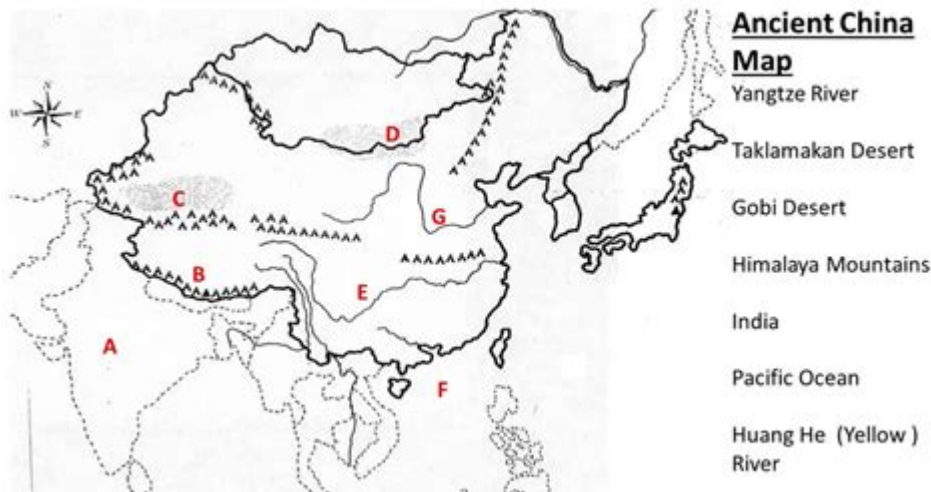 Ancient China
Map
Yangtze River
Taklamakan Desert
Gobi Desert
Himalaya Mountains
India
Pacific Ocean
Huang He (Yellow )
River
N
W E
S
D
C
G
B
E
A
F